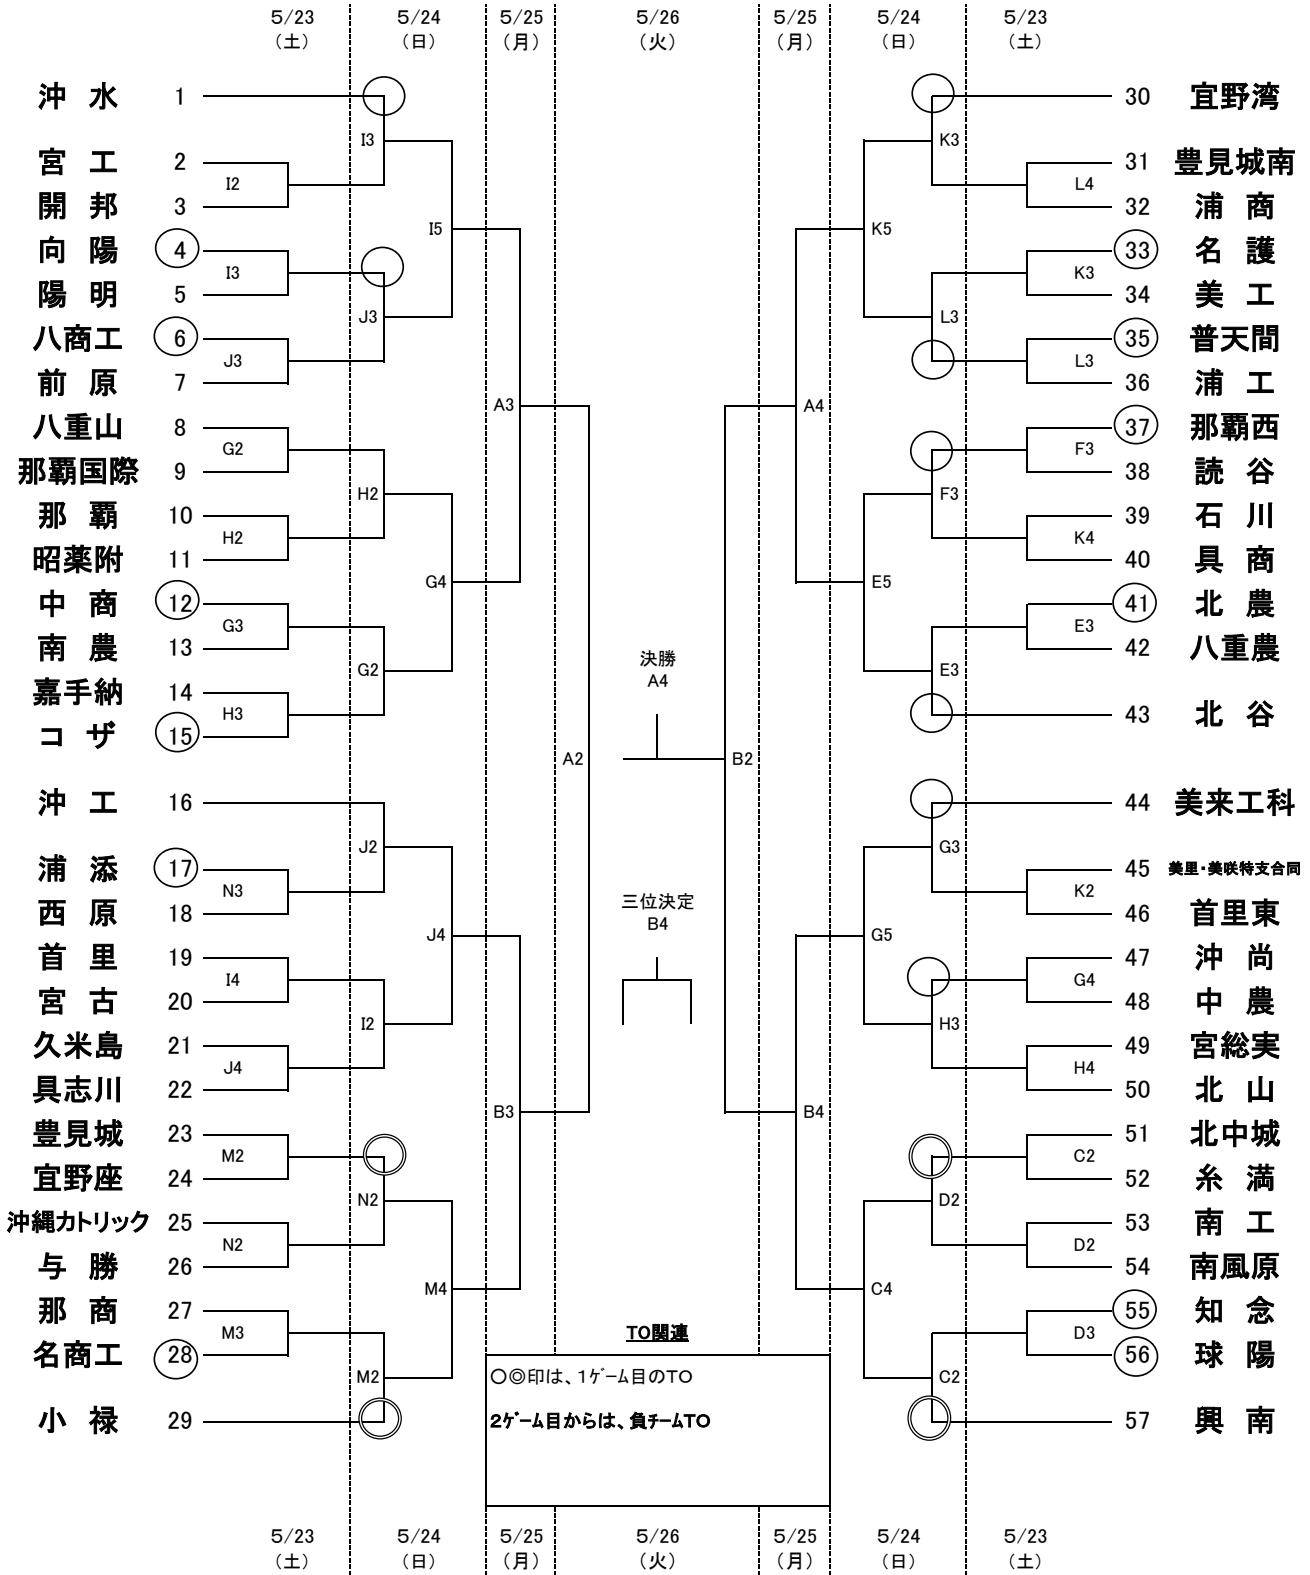 5/23 5/24 5/25 5/26 5/25 5/24 5/23
(土) (日) (月) (火) (月) (日) (土)
沖 水 1 30 宜野湾
I3 K3
宮 工 2 31 豊見城南
I2 L4
開 邦 3 32 浦 商
I5 K5
向 陽 4 33 名 護
I3 K3
陽 明 5 34 美 工
J3 L3
八商工 6 35 普天間
J3 L3
前 原 7 36 浦 工
A3 A4
八重山 8 37 那覇西
G2 F3
那覇国際 9 38 読 谷
H2 F3
那 覇 10 39 石 川
H2 K4
昭薬附 11 40 具 商
G4 E5
中 商 12 41 北 農
G3 E3
南 農 13 42 八重農
決勝
G2 A4 E3
嘉手納 14
H3 43 北 谷
コ ザ 15
A2 B2
沖 工 16 44 美来工科
J2 G3
浦 添 17 45 美里・美咲特支合同
N3 K2
西 原 18 三位決定 46 首里東
B4
J4 G5
首 里 19 47 沖 尚
I4 G4
宮 古 20 48 中 農
I2 H3
久米島 21 49 宮総実
J4 H4
具志川 22 50 北 山
B3 B4
豊見城 23 51 北中城
M2 C2
宜野座 24 52 糸 満
N2 D2
沖縄カトリック 25 53 南 工
N2 D2
与 勝 26 54 南風原
M4 C4
那 商 27 55 知 念
M3 TO関連 D3
名商工 28 56 球 陽
M2 ○◎印は、1ゲーム目のTO C2
小 禄 29 2ゲーム目からは、負チームTO 57 興 南
5/23 5/24 5/25 5/26 5/25 5/24 5/23
(土) (日) (月) (火) (月) (日) (土)